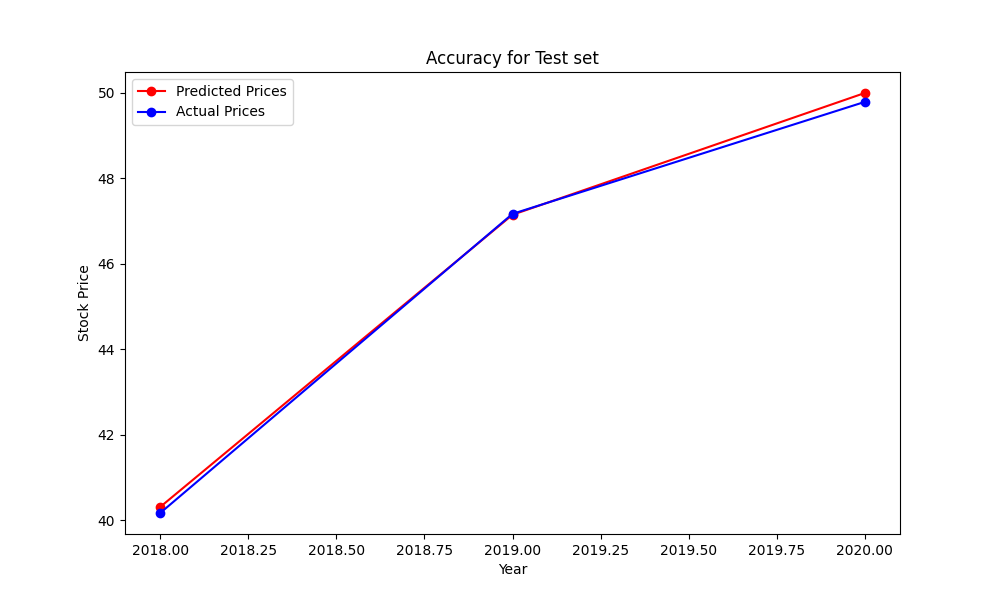 Accuracy for Test set
Predicted Prices
Actual Prices
50
48
46
44
42
40
Stock Price
2018.00 2018.25 2018.50 2018.75 2019.00 2019.25 2019.50 2019.75 2020.00
Year